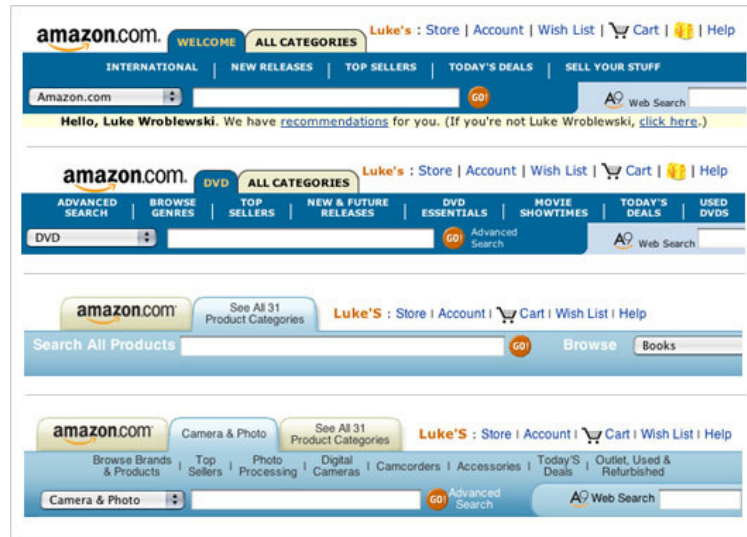 amazon.com. WELCOME ALL CATEGORIES Luke's : Store | Account | Wish List | Cart | | Help
INTERNATIONAL | NEW RELEASES | TOP SELLERS | TODAY'S DEALS | SELL YOUR STUFF
Amazon.com GO! A9 Web Search
Hello, Luke Wroblewski. We have recommendations for you. (If you're not Luke Wroblewski, click here.)
amazon.com. DVD ALL CATEGORIES Luke's : Store | Account | Wish List | Cart | | Help
ADVANCED SEARCH | BROWSE GENRES | TOP SELLERS | NEW & FUTURE RELEASES | DVD ESSENTIALS | MOVIE SHOWTIMES | TODAY'S DEALS | USED DVDS
DVD GO! Advanced Search A9 Web Search
amazon.com See All 31 Product Categories Luke'S : Store | Account | Cart | Wish List | Help
Search All Products GO! Browse Books
amazon.com Camera & Photo See All 31 Product Categories Luke'S : Store | Account | Cart | Wish List | Help
Browse Brands & Products | Top Sellers | Photo Processing | Digital Cameras | Camcorders | Accessories | Today'S Deals | Outlet, Used & Refurbished
Camera & Photo GO! Advanced Search A9 Web Search